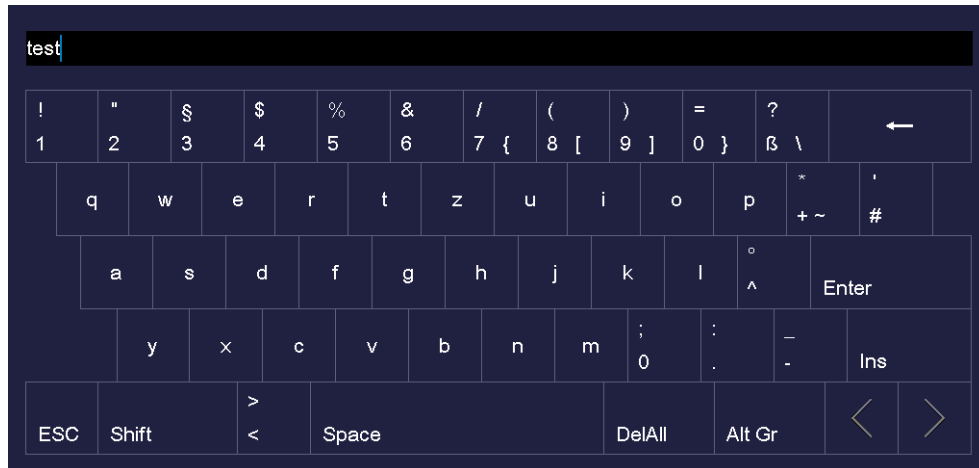 test
! " § $ % & / ( ) = ?
1 2 3 4 5 6 7 { 8 [ 9 ] 0 } ß \
q w e r t z u i o p * '
+ ~ #
a s d f g h j k l °
^ Enter
y x c v b n m ; : _
0 . - Ins
>
ESC Shift < Space DelAll Alt Gr